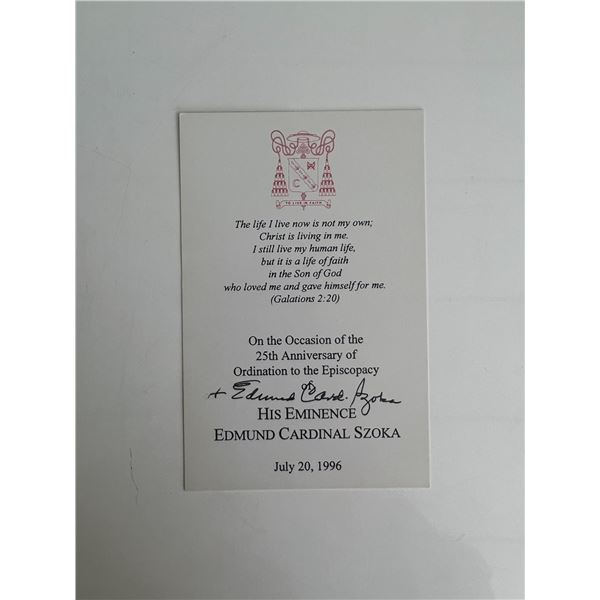 C
TO LIVE IN FAITH
The life I live now is not my own;
Christ is living in me.
I still live my human life,
but it is a life of faith
in the Son of God
who loved me and gave himself for me.
(Galations 2:20)
On the Occasion of the
25th Anniversary of
Ordination to the Episcopacy
+ Edmund Card. Szoka
HIS EMINENCE
EDMUND CARDINAL SZOKA
July 20, 1996